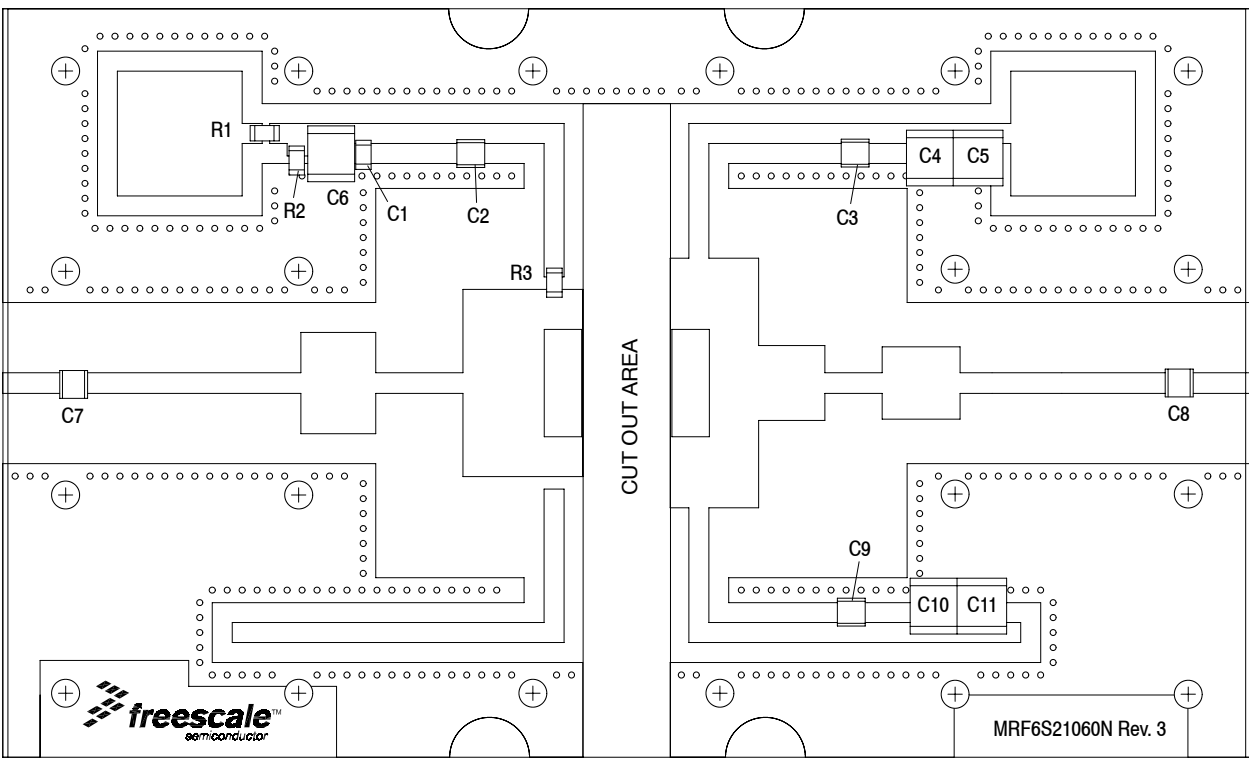 R1
C4
C5
R2
C6
C1
C2
C3
R3
CUT OUT AREA
C7
C8
C9
C10
C11
freescale™
semiconductor
MRF6S21060N Rev. 3